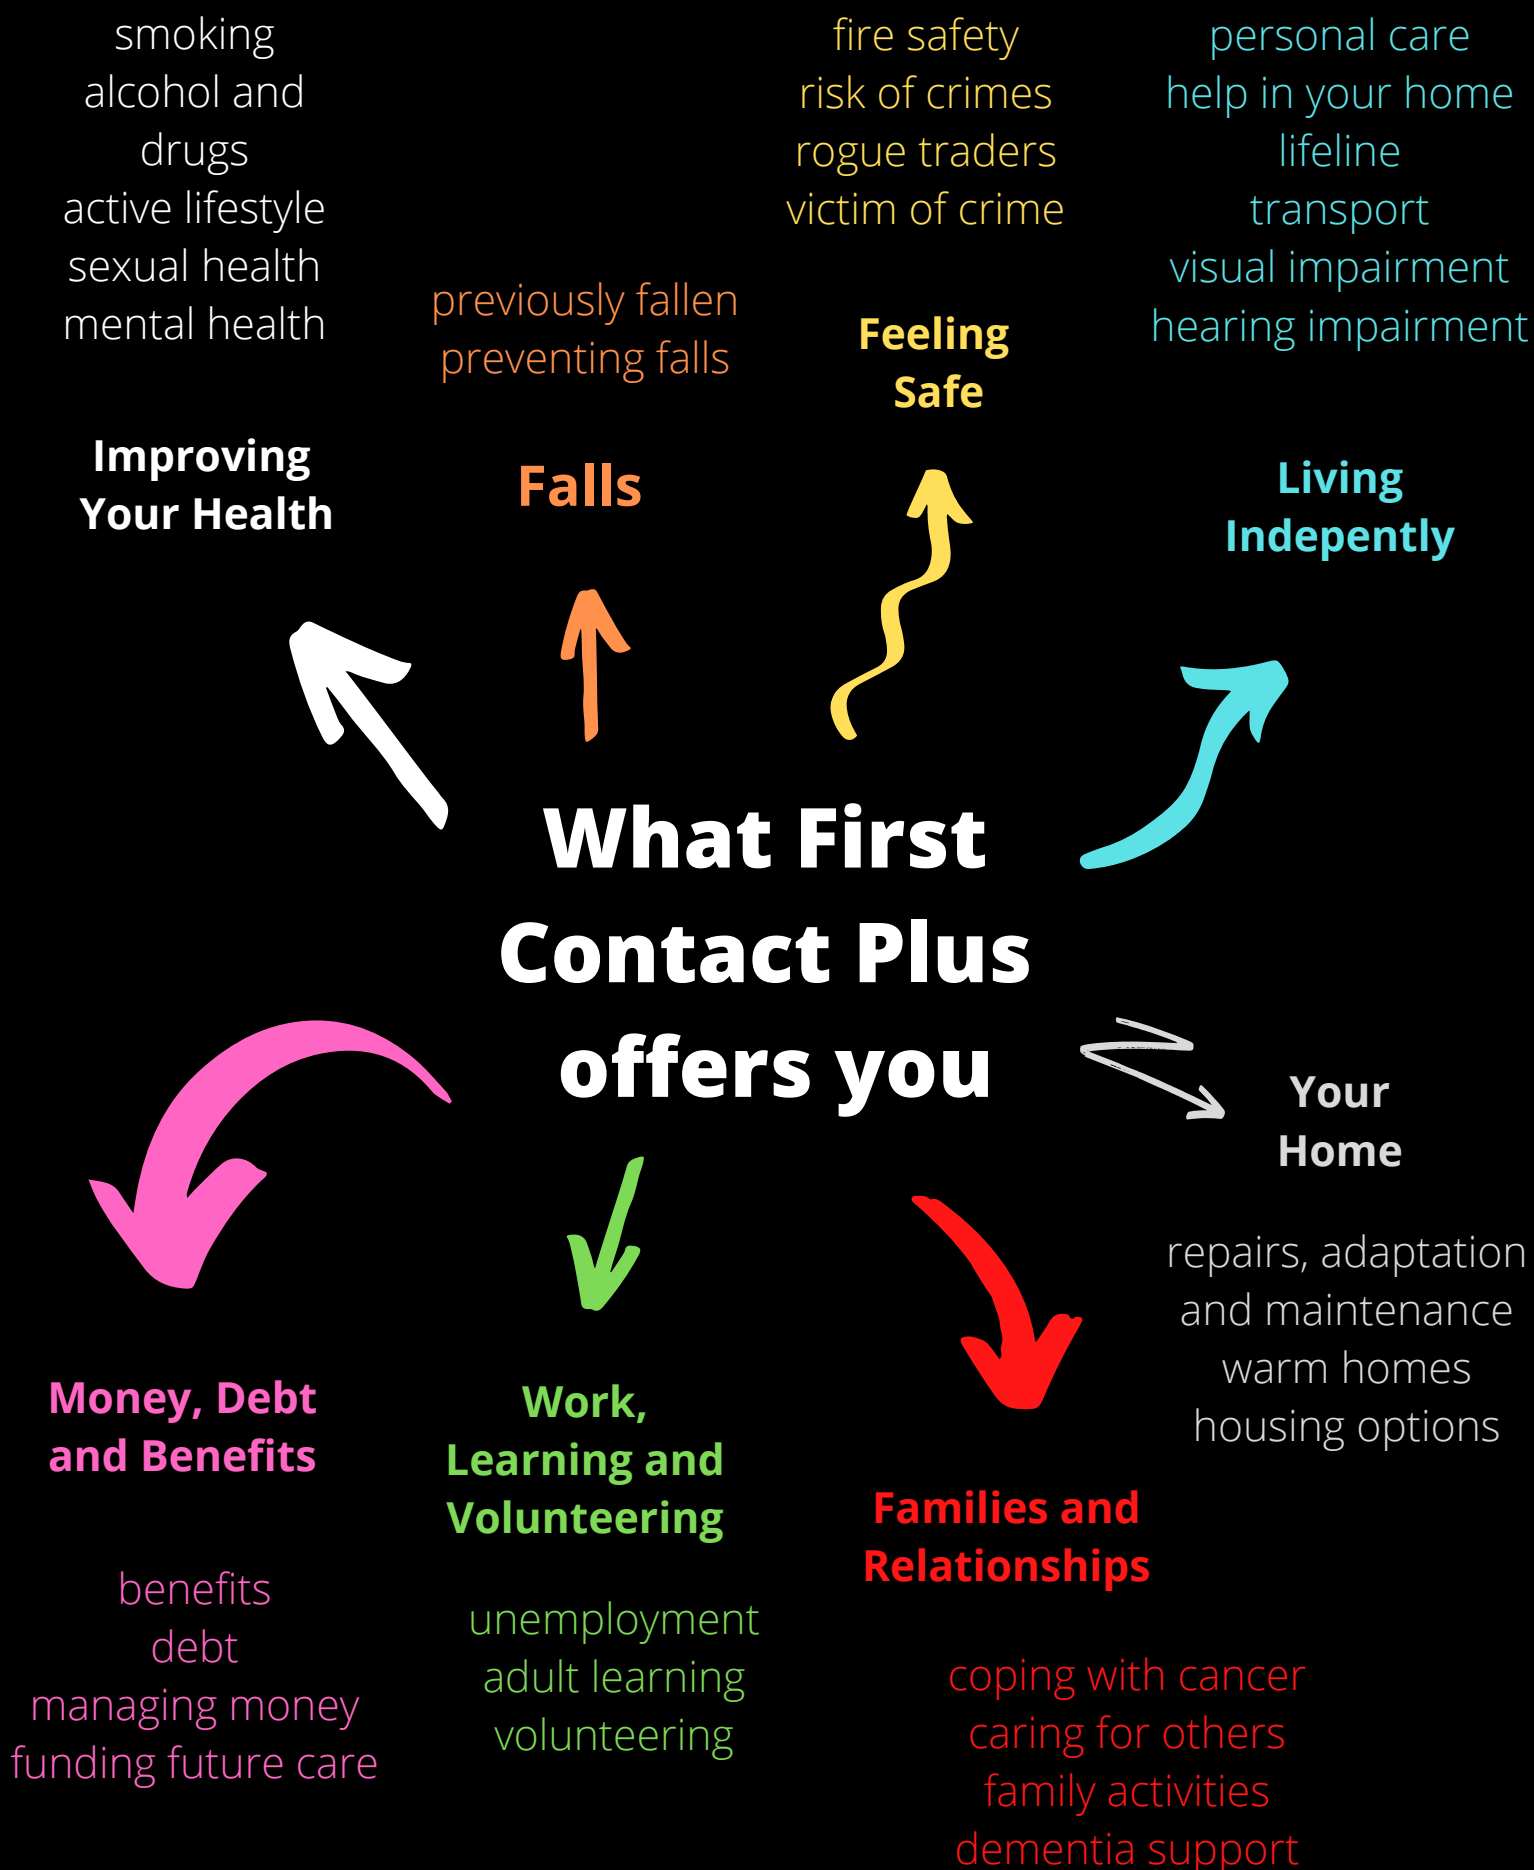 smoking
alcohol and
drugs
active lifestyle
sexual health
mental health
Improving
Your Health
previously fallen
preventing falls
Falls
fire safety
risk of crimes
rogue traders
victim of crime
Feeling
Safe
personal care
help in your home
lifeline
transport
visual impairment
hearing impairment
Living
Indepently
What First
Contact Plus
offers you
Your
Home
repairs, adaptation
and maintenance
warm homes
housing options
Money, Debt
and Benefits
benefits
debt
managing money
funding future care
Work,
Learning and
Volunteering
unemployment
adult learning
volunteering
Families and
Relationships
coping with cancer
caring for others
family activities
dementia support